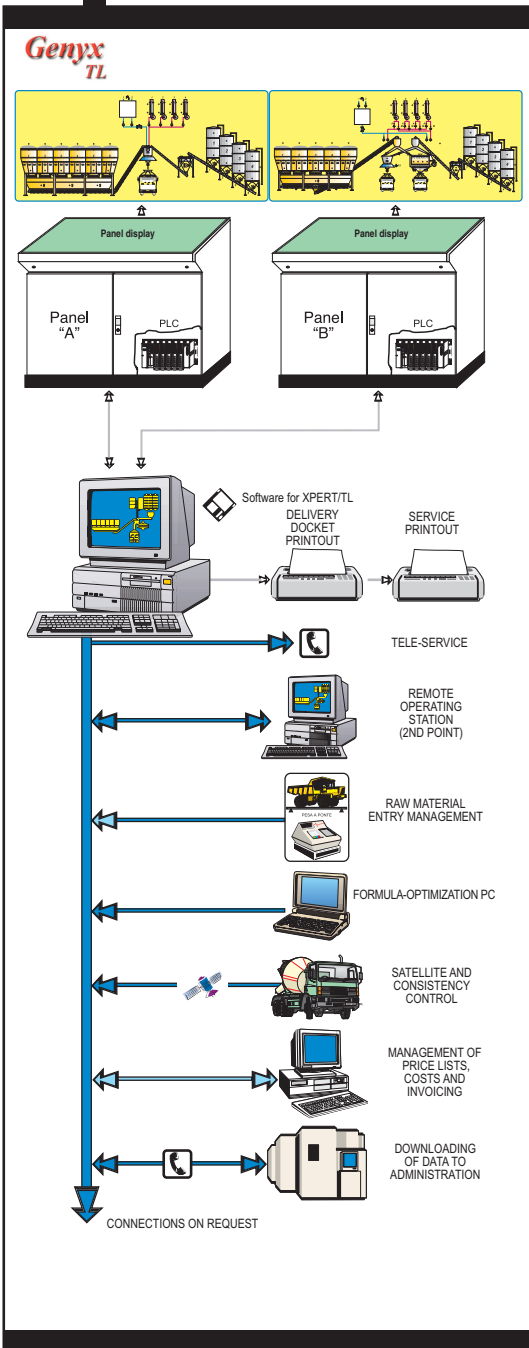 Genyx
TL
Panel display
Panel display
Panel
"A"
PLC
Panel
"B"
PLC
Software for XPERT/TL
DELIVERY
DOCKET
PRINTOUT
SERVICE
PRINTOUT
TELE-SERVICE
REMOTE
OPERATING
STATION
(2ND POINT)
PESA A PONTE
RAW MATERIAL
ENTRY MANAGEMENT
FORMULA-OPTIMIZATION PC
SATELLITE AND
CONSISTENCY
CONTROL
MANAGEMENT OF
PRICE LISTS,
COSTS AND
INVOICING
DOWNLOADING
OF DATA TO
ADMINISTRATION
CONNECTIONS ON REQUEST